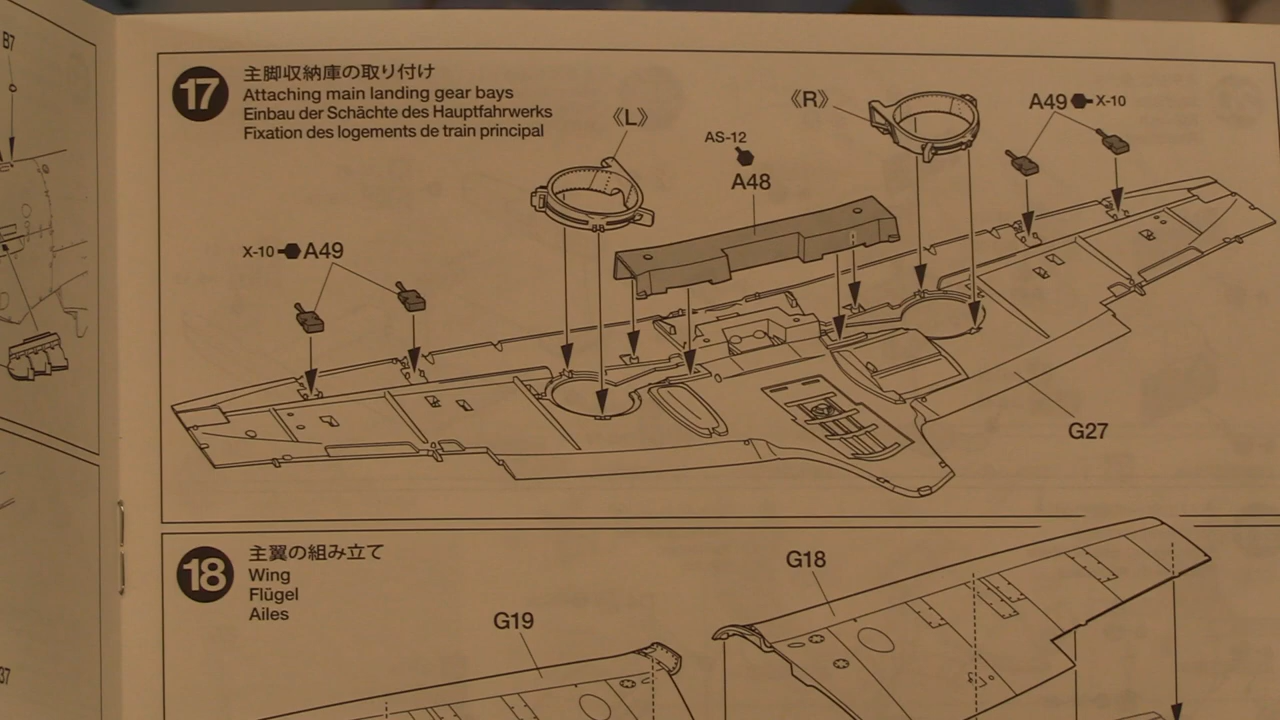 B7
17
主脚収納庫の取り付け
Attaching main landing gear bays
Einbau der Schächte des Hauptfahrwerks
Fixation des logements de train principal
《L》
AS-12
A48
《R》
A49 X-10
X-10 A49
G27
18
主翼の組み立て
Wing
Flügel
Ailes
G19
G18
37